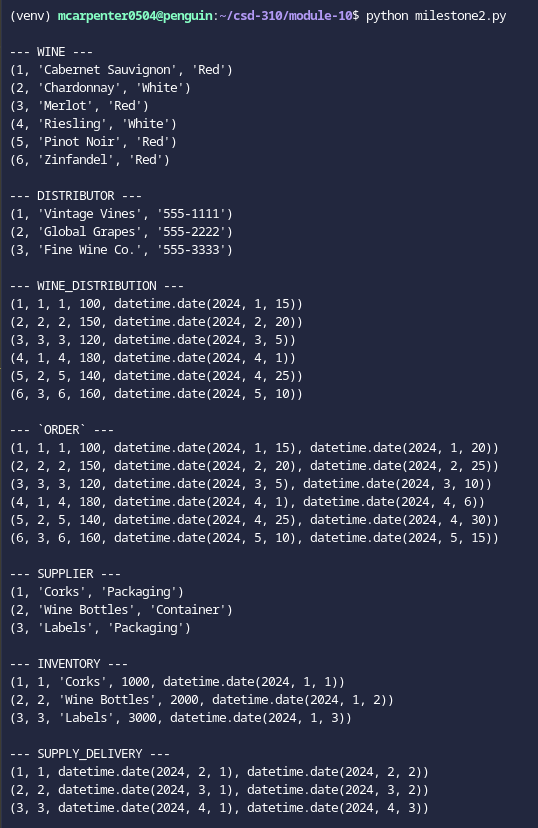 (venv) mcarpenter0504@penguin:~/csd-310/module-10$ python milestone2.py
--- WINE ---
(1, 'Cabernet Sauvignon', 'Red')
(2, 'Chardonnay', 'White')
(3, 'Merlot', 'Red')
(4, 'Riesling', 'White')
(5, 'Pinot Noir', 'Red')
(6, 'Zinfandel', 'Red')
--- DISTRIBUTOR ---
(1, 'Vintage Vines', '555-1111')
(2, 'Global Grapes', '555-2222')
(3, 'Fine Wine Co.', '555-3333')
--- WINE_DISTRIBUTION ---
(1, 1, 1, 100, datetime.date(2024, 1, 15))
(2, 2, 2, 150, datetime.date(2024, 2, 20))
(3, 3, 3, 120, datetime.date(2024, 3, 5))
(4, 1, 4, 180, datetime.date(2024, 4, 1))
(5, 2, 5, 140, datetime.date(2024, 4, 25))
(6, 3, 6, 160, datetime.date(2024, 5, 10))
--- `ORDER` ---
(1, 1, 1, 100, datetime.date(2024, 1, 15), datetime.date(2024, 1, 20))
(2, 2, 2, 150, datetime.date(2024, 2, 20), datetime.date(2024, 2, 25))
(3, 3, 3, 120, datetime.date(2024, 3, 5), datetime.date(2024, 3, 10))
(4, 1, 4, 180, datetime.date(2024, 4, 1), datetime.date(2024, 4, 6))
(5, 2, 5, 140, datetime.date(2024, 4, 25), datetime.date(2024, 4, 30))
(6, 3, 6, 160, datetime.date(2024, 5, 10), datetime.date(2024, 5, 15))
--- SUPPLIER ---
(1, 'Corks', 'Packaging')
(2, 'Wine Bottles', 'Container')
(3, 'Labels', 'Packaging')
--- INVENTORY ---
(1, 1, 'Corks', 1000, datetime.date(2024, 1, 1))
(2, 2, 'Wine Bottles', 2000, datetime.date(2024, 1, 2))
(3, 3, 'Labels', 3000, datetime.date(2024, 1, 3))
--- SUPPLY_DELIVERY ---
(1, 1, datetime.date(2024, 2, 1), datetime.date(2024, 2, 2))
(2, 2, datetime.date(2024, 3, 1), datetime.date(2024, 3, 2))
(3, 3, datetime.date(2024, 4, 1), datetime.date(2024, 4, 3))